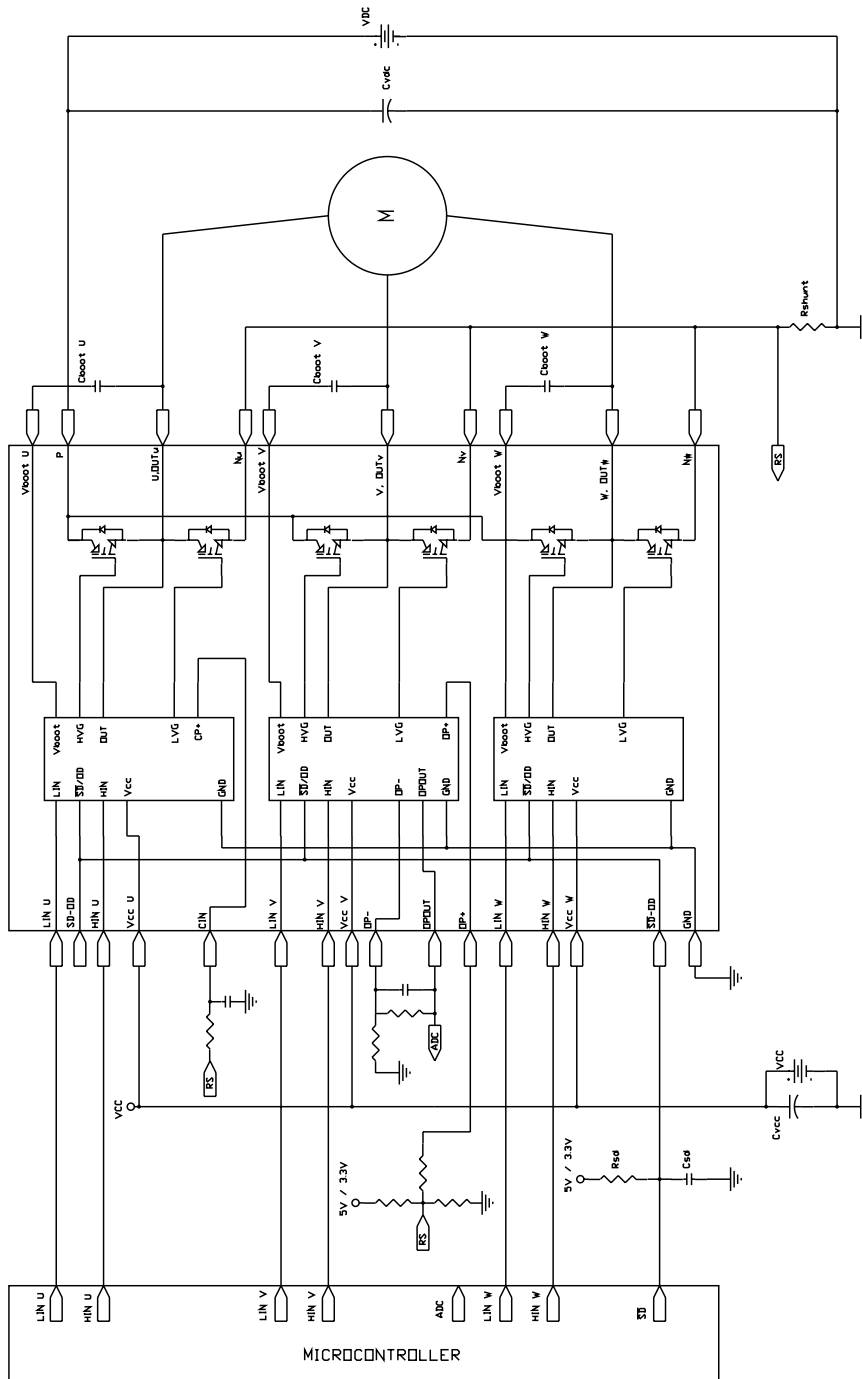 VDC
Cvdc
M
Rshunt
Cboot U
Cboot V
Cboot W
RS
Vboot U
P
U,OUTu
Nu
Vboot V
V, OUTv
Nv
Vboot W
W, OUTw
Nw
Vboot
HVG
OUT
LVG
CP+
LIN
SD/OD
HIN
Vcc
GND
Vboot
HVG
OUT
LVG
OP+
LIN
SD/OD
HIN
Vcc
OP-
OPOUT
GND
Vboot
HVG
OUT
LVG
LIN
SD/OD
HIN
Vcc
GND
LIN U
SD-OD
HIN U
Vcc U
CIN
LIN V
HIN V
Vcc V
OP-
OPOUT
OP+
LIN W
HIN W
Vcc W
SD-OD
GND
RS
ADC
VCC
VCC
Cvcc
5V / 3.3V
RS
5V / 3.3V
Rsd
Csd
LIN U
HIN U
LIN V
HIN V
ADC
LIN W
HIN W
SD
MICROCONTROLLER